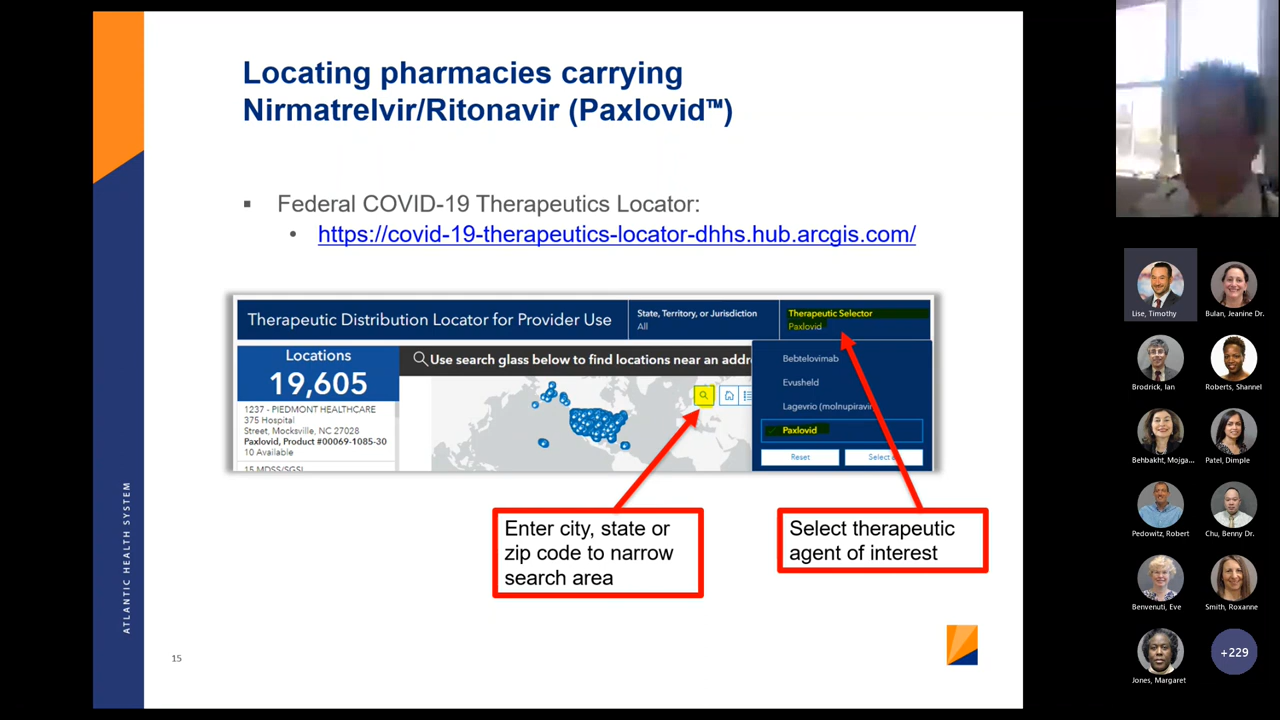 Locating pharmacies carrying
Nirmatrelvir/Ritonavir (Paxlovid™)
▪ Federal COVID-19 Therapeutics Locator:
• https://covid-19-therapeutics-locator-dhhs.hub.arcgis.com/
Therapeutic Distribution Locator for Provider Use
State, Territory, or Jurisdiction
All
Therapeutic Selector
Paxlovid
Locations
19,605
Use search glass below to find locations near an addr
1237 - PIEDMONT HEALTHCARE
375 Hospital
Street, Mocksville, NC 27028
Paxlovid, Product #00069-1085-30
10 Available
15 MDSS/SGSL
Bebtelovimab
Evusheld
Lagevrio (molnupiravir)
Paxlovid
Reset
Select
Enter city, state or
zip code to narrow
search area
Select therapeutic
agent of interest
ATLANTIC HEALTH SYSTEM
15
Lise, Timothy
Bulan, Jeanine Dr.
Brodrick, Ian
Roberts, Shannel
Behbakht, Mojga...
Patel, Dimple
Pedowitz, Robert
Chu, Benny Dr.
Benvenuti, Eve
Smith, Roxanne
Jones, Margaret
+229